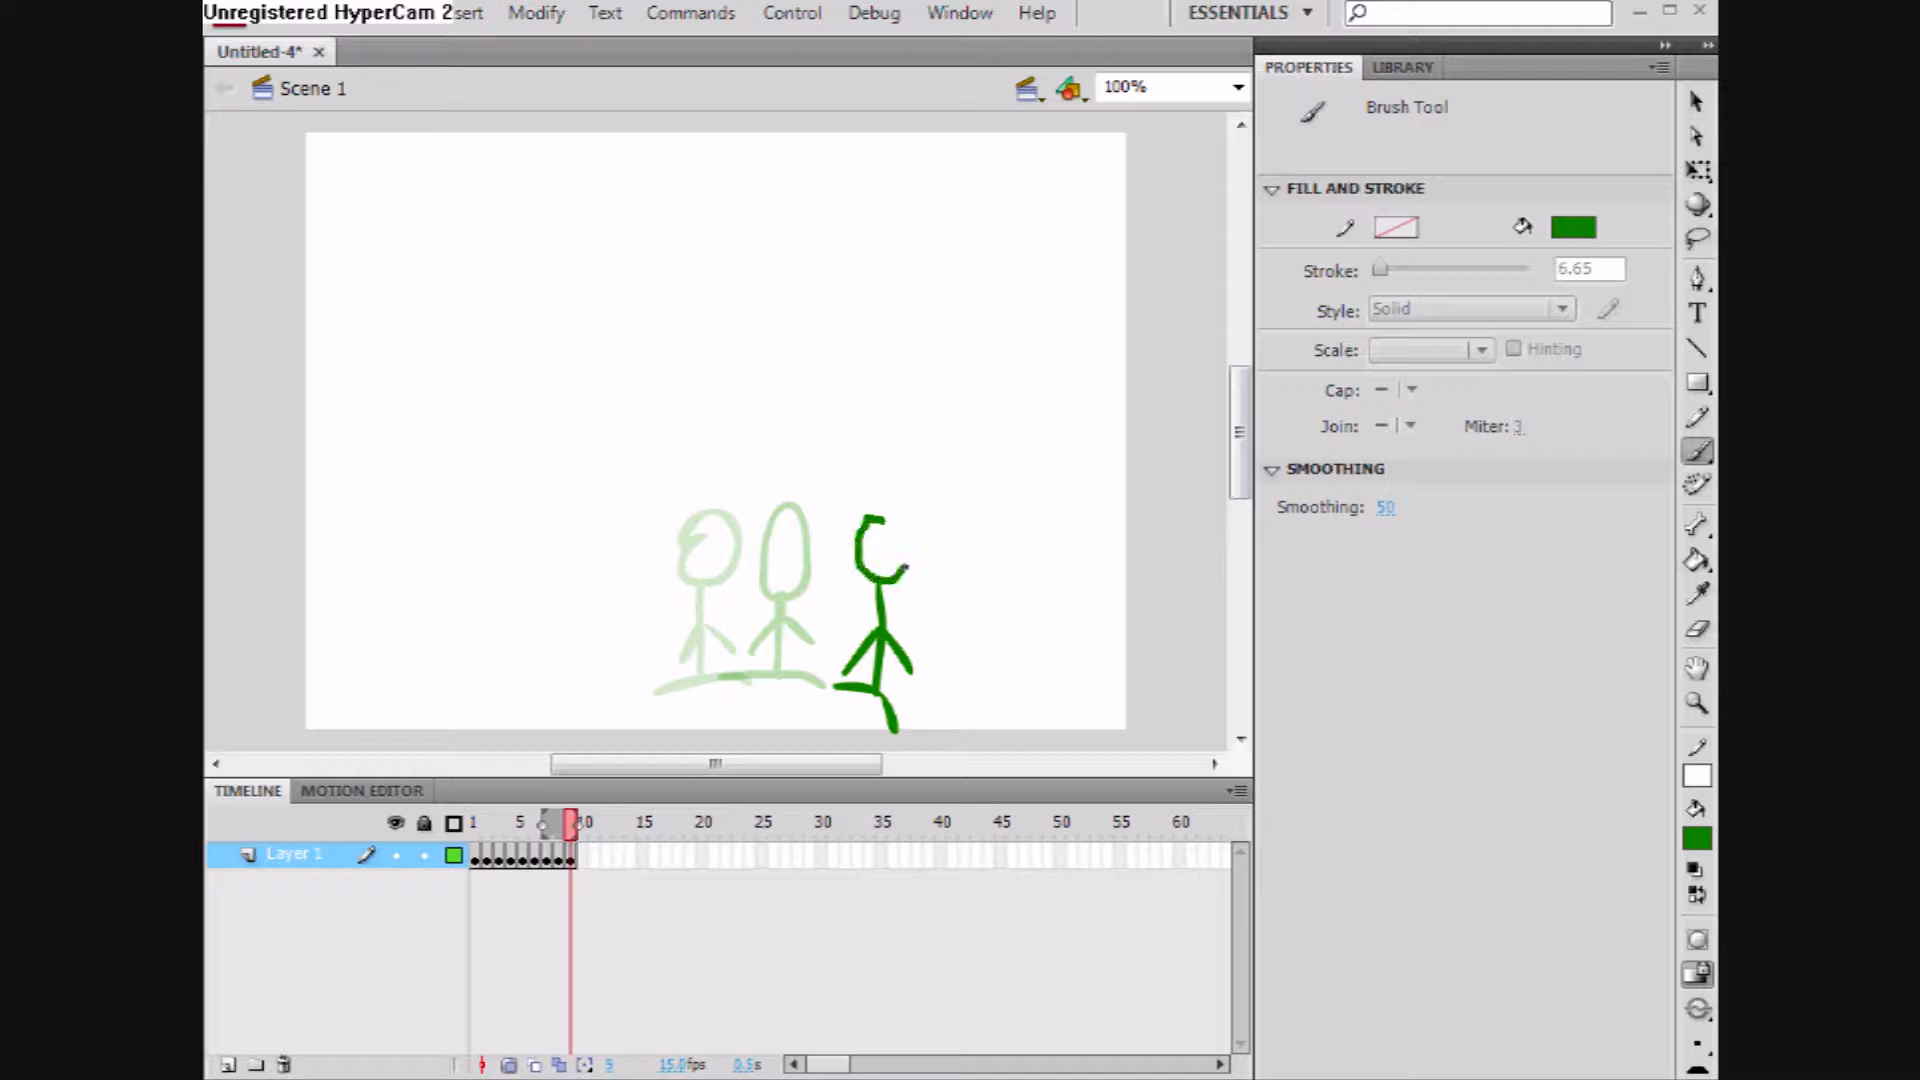 Unregistered HyperCam 2sert Modify Text Commands Control Debug Window Help ESSENTIALS
Untitled-4*
Scene 1 100%
PROPERTIES LIBRARY
Brush Tool
FILL AND STROKE
Stroke: 6.65
Style: Solid
Scale: Hinting
Cap:
Join: Miter: 3
SMOOTHING
Smoothing: 50
TIMELINE MOTION EDITOR
1 5 10 15 20 25 30 35 40 45 50 55 60
Layer 1
9 15.0fps 0.5s